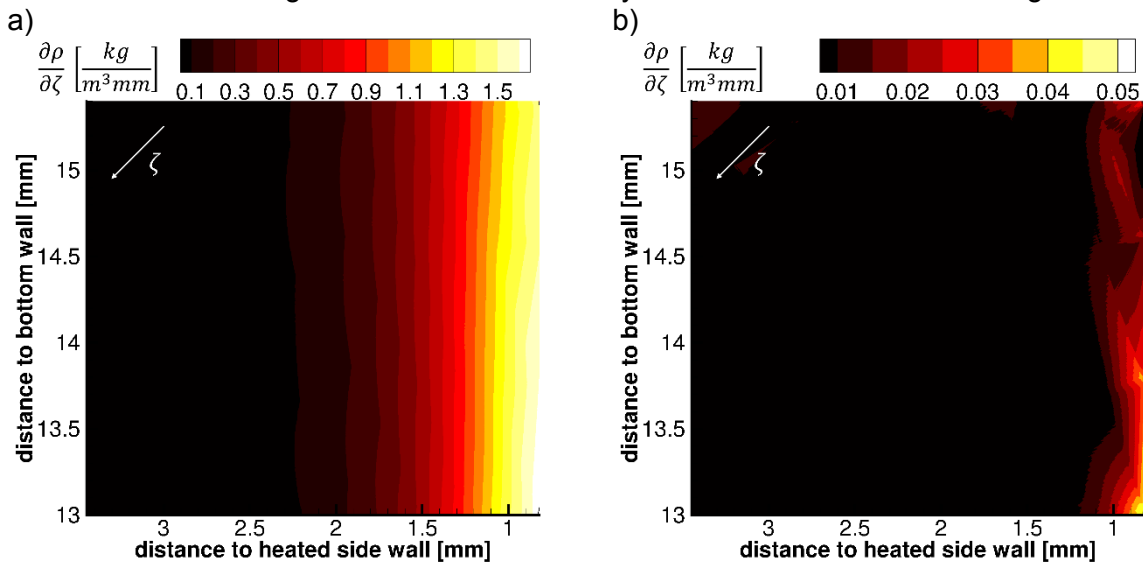 a)
b)
∂ρ/∂ζ [kg/m³mm]
0.1 0.3 0.5 0.7 0.9 1.1 1.3 1.5
∂ρ/∂ζ [kg/m³mm]
0.01 0.02 0.03 0.04 0.05
ζ
distance to bottom wall [mm]
15
14.5
14
13.5
13
3 2.5 2 1.5 1
distance to heated side wall [mm]
ζ
distance to bottom wall [mm]
15
14.5
14
13.5
13
3 2.5 2 1.5 1
distance to heated side wall [mm]